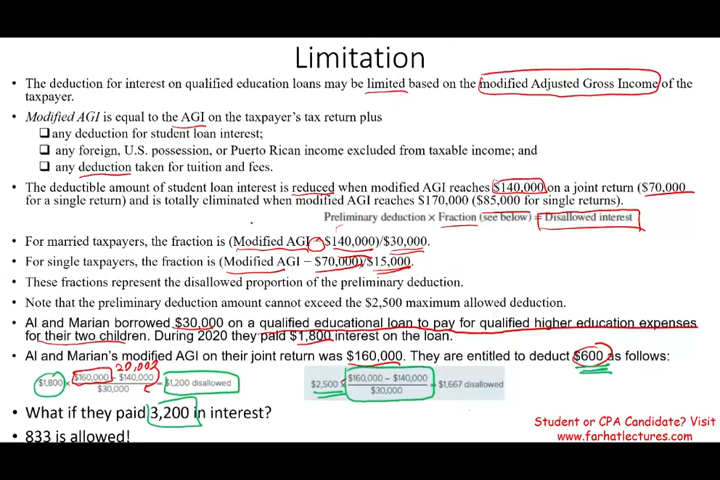 Limitation
• The deduction for interest on qualified education loans may be limited based on the modified Adjusted Gross Income of the
taxpayer.
• Modified AGI is equal to the AGI on the taxpayer's tax return plus
❑any deduction for student loan interest;
❑ any foreign, U.S. possession, or Puerto Rican income excluded from taxable income; and
❑ any deduction taken for tuition and fees.
• The deductible amount of student loan interest is reduced when modified AGI reaches $140,000 on a joint return ($70,000
for a single return) and is totally eliminated when modified AGI reaches $170,000 ($85,000 for single returns).
Preliminary deduction × Fraction (see below) = Disallowed interest
• For married taxpayers, the fraction is (Modified AGI – $140,000)/$30,000.
• For single taxpayers, the fraction is (Modified AGI – $70,000)/$15,000.
• These fractions represent the disallowed proportion of the preliminary deduction.
• Note that the preliminary deduction amount cannot exceed the $2,500 maximum allowed deduction.
• Al and Marian borrowed $30,000 on a qualified educational loan to pay for qualified higher education expenses
for their two children. During 2020 they paid $1,800 interest on the loan.
• Al and Marian's modified AGI on their joint return was $160,000. They are entitled to deduct $600 as follows:
20,000
$1,800 × $160,000 – $140,000 = $1,200 disallowed
$30,000
$2,500 × $160,000 – $140,000 = $1,667 disallowed
$30,000
• What if they paid 3,200 in interest?
• 833 is allowed!
Student or CPA Candidate? Visit
www.farhatlectures.com